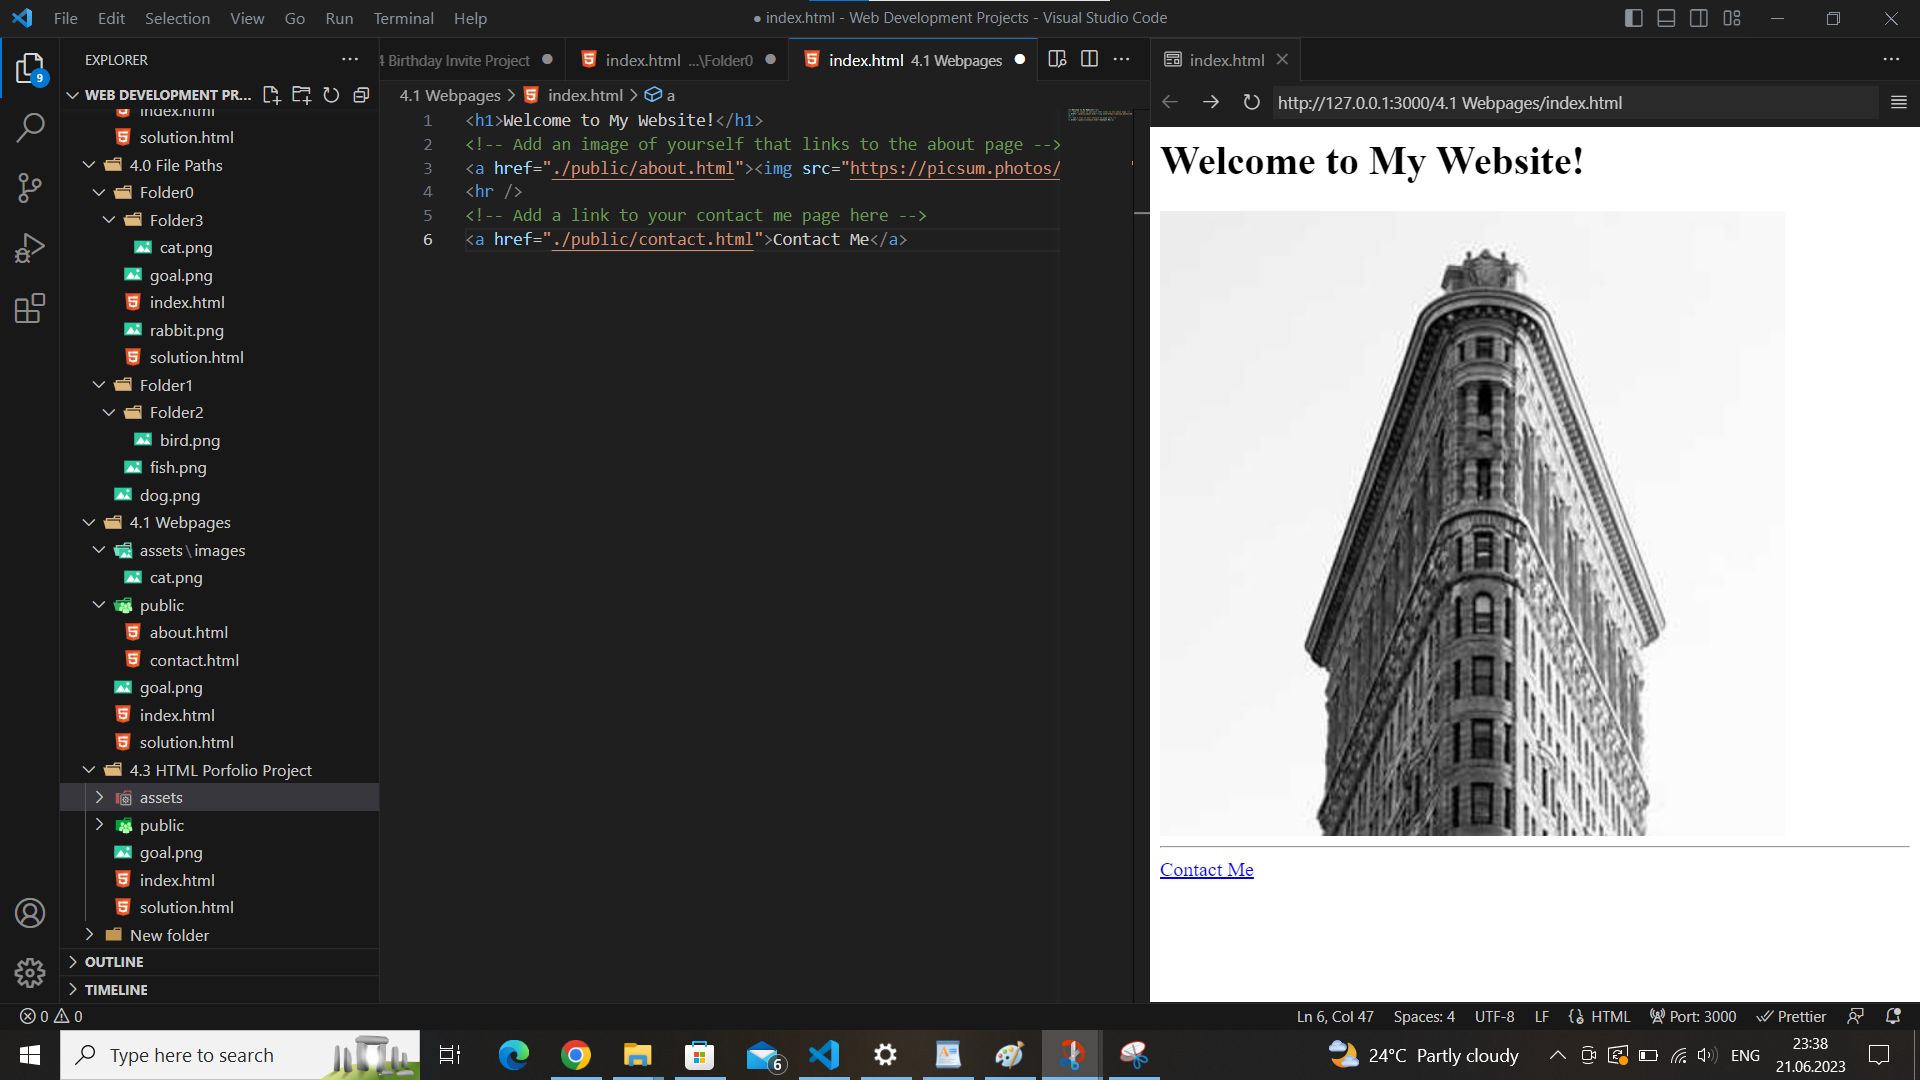 File Edit Selection View Go Run Terminal Help
● index.html - Web Development Projects - Visual Studio Code
EXPLORER
WEB DEVELOPMENT PR...
index.html
solution.html
4.0 File Paths
Folder0
Folder3
cat.png
goal.png
index.html
rabbit.png
solution.html
Folder1
Folder2
bird.png
fish.png
dog.png
4.1 Webpages
assets\images
cat.png
public
about.html
contact.html
goal.png
index.html
solution.html
4.3 HTML Porfolio Project
assets
public
goal.png
index.html
solution.html
New folder
OUTLINE
TIMELINE
9
Birthday Invite Project
index.html ...\Folder0
index.html 4.1 Webpages
4.1 Webpages > index.html > a
1 <h1>Welcome to My Website!</h1>
2 <!-- Add an image of yourself that links to the about page -->
3 <a href="./public/about.html"><img src="https://picsum.photos/
4 <hr />
5 <!-- Add a link to your contact me page here -->
6 <a href="./public/contact.html">Contact Me</a>
index.html
http://127.0.0.1:3000/4.1 Webpages/index.html
Welcome to My Website!
Contact Me
0 0
Ln 6, Col 47 Spaces: 4 UTF-8 LF HTML Port: 3000 Prettier
Type here to search
6
24°C Partly cloudy
ENG
23:38
21.06.2023